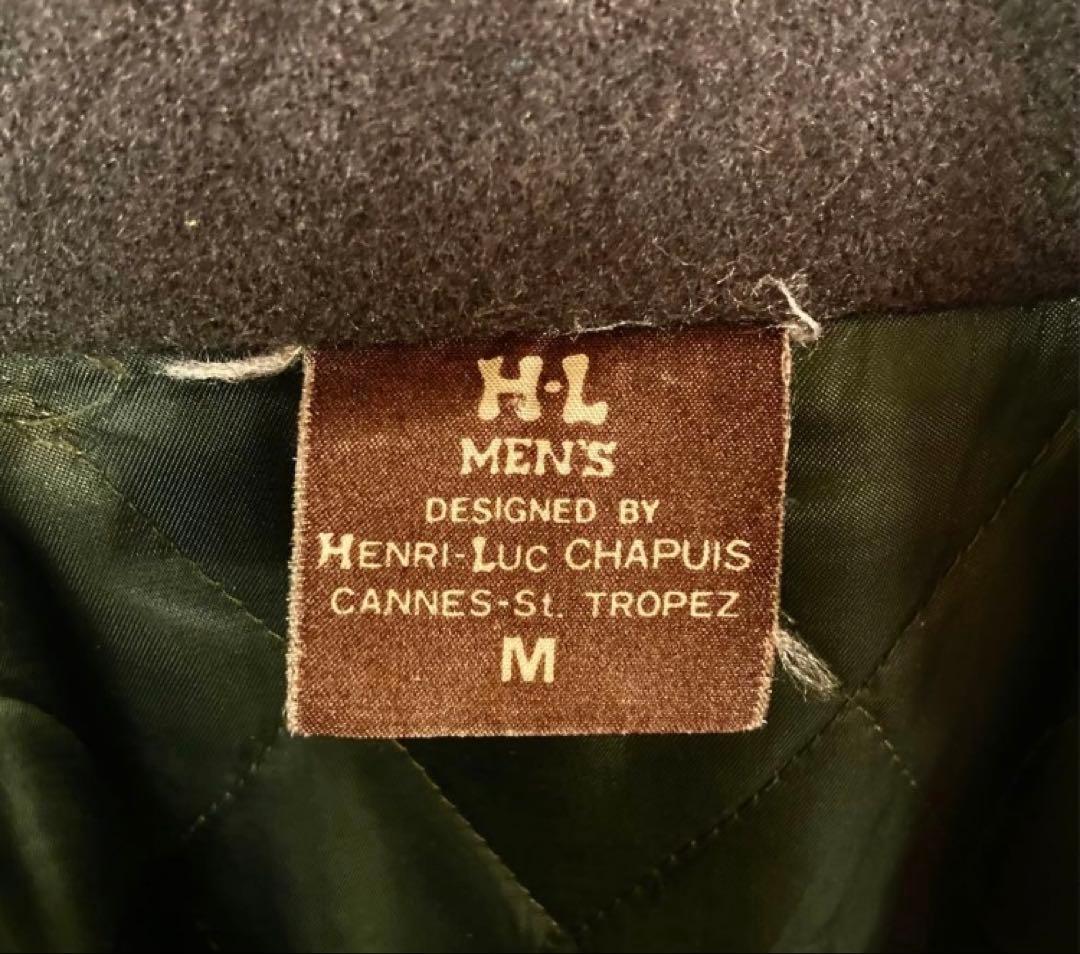 H·L
MEN'S
DESIGNED BY
HENRI-LUC CHAPUIS
CANNES-St. TROPEZ
M